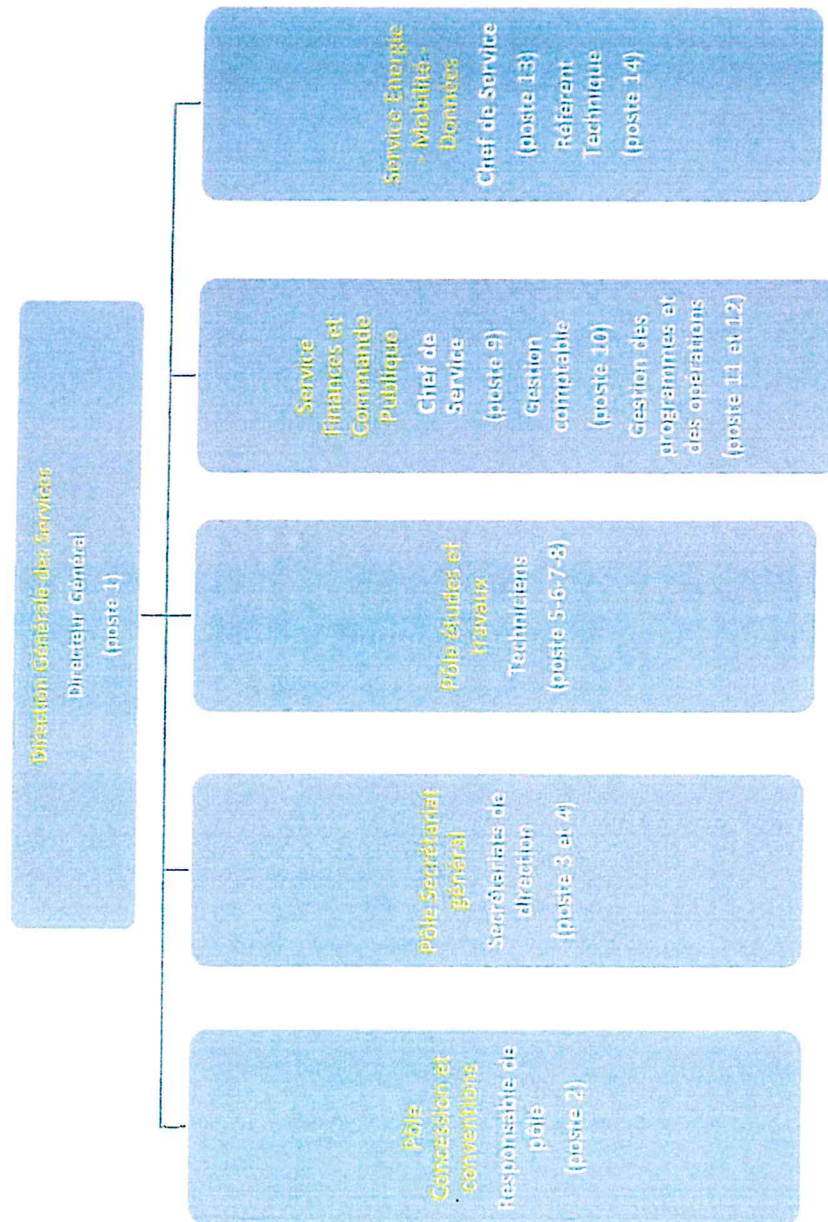 Direction Générale des Services
Directeur Général
(poste 1)
Pôle
Concession et
conventions
Responsable de
pôle
(poste 2)
Pôle Secrétariat
général
Secrétariats de
direction
(poste 3 et 4)
Pôle études et
travaux
Techniciens
(poste 5-6-7-8)
Service
Finances et
Commande
Publique
Chef de
Service
(poste 9)
Gestion
comptable
(poste 10)
Gestion des
programmes et
des opérations
(poste 11 et 12)
Service Energie
- Mobilité -
Données
Chef de Service
(poste 13)
Référent
Technique
(poste 14)